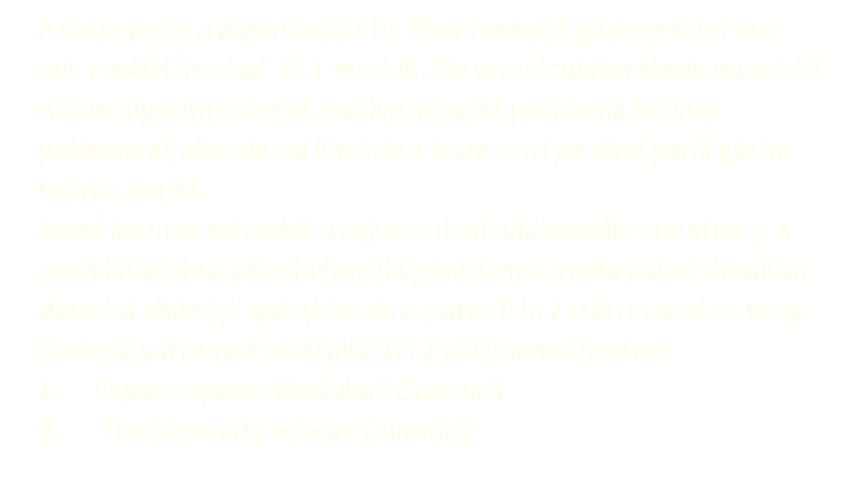 A doua parte a algoritmului lui Shor necesită găsirea celui mai
mic r astfel încât aʳ ≡ 1 mod N. Pe un calculator clasic nu există
niciun algoritm care să rezolve această problemă în timp
polinomial, abordarea fiind de a testa r-uri pe rând până găsim
soluția dorită.
Acest lucru se schimbă cu ajutorul calculatoarelor cuantice și a
posibilități de a calcula funcția pentru mai multe valori simultan
datorită abilității qubiți-lor de a putea fi în 2 stări în același timp.
Această parte este alcătuită din 2 părți semnificative:
1. Exponențierea Modulară Cuantică
2. Transformata Fourier Cuantică